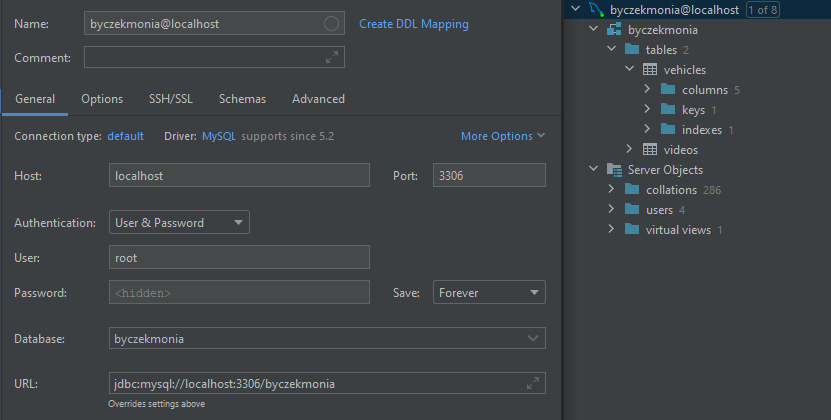 Name: byczekmonia@localhost Create DDL Mapping
Comment:
General Options SSH/SSL Schemas Advanced
Connection type: default Driver: MySQL supports since 5.2 More Options
Host: localhost Port: 3306
Authentication: User & Password
User: root
Password: <hidden> Save: Forever
Database: byczekmonia
URL: jdbc:mysql://localhost:3306/byczekmonia
Overrides settings above
byczekmonia@localhost 1 of 8
byczekmonia
tables 2
vehicles
columns 5
keys 1
indexes 1
videos
Server Objects
collations 286
users 4
virtual views 1